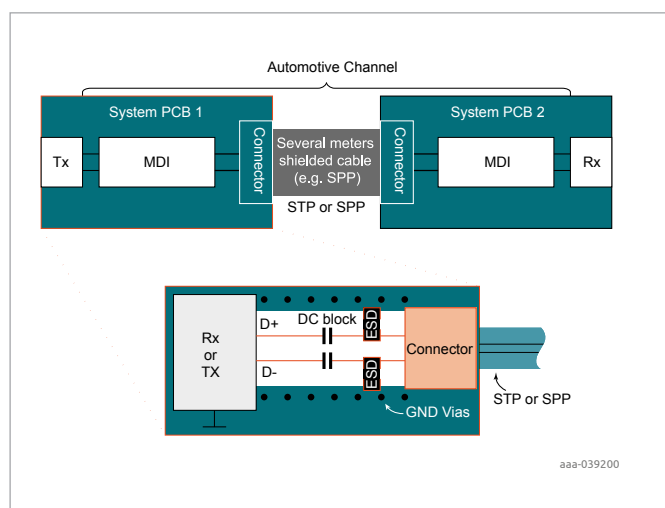 Automotive Channel
System PCB 1
System PCB 2
Tx
MDI
Connector
Several meters
shielded cable
(e.g. SPP)
STP or SPP
Connector
MDI
Rx
D+
DC block
ESD
Rx
or
TX
Connector
D-
ESD
STP or SPP
GND Vias
aaa-039200